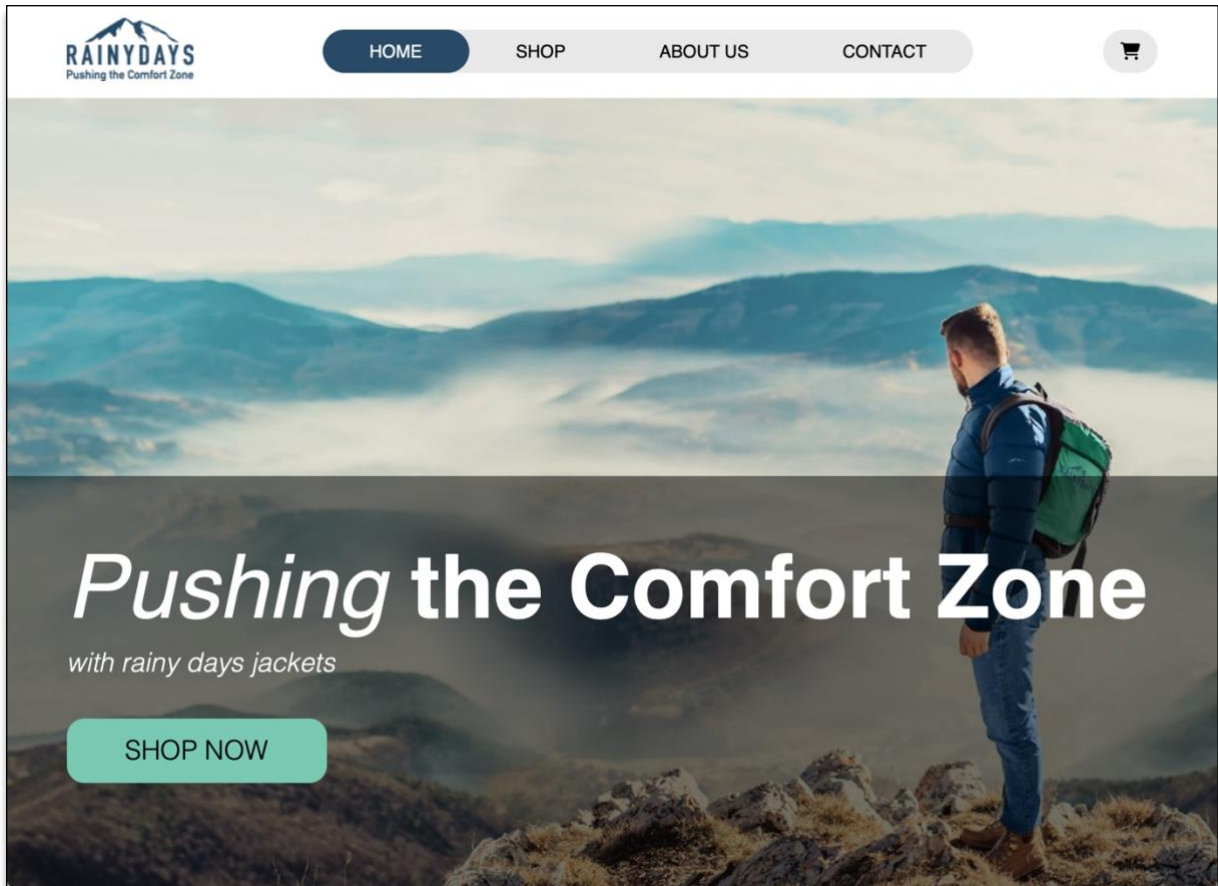 RAINYDAYS
Pushing the Comfort Zone
HOME SHOP ABOUT US CONTACT
Pushing the Comfort Zone
with rainy days jackets
SHOP NOW